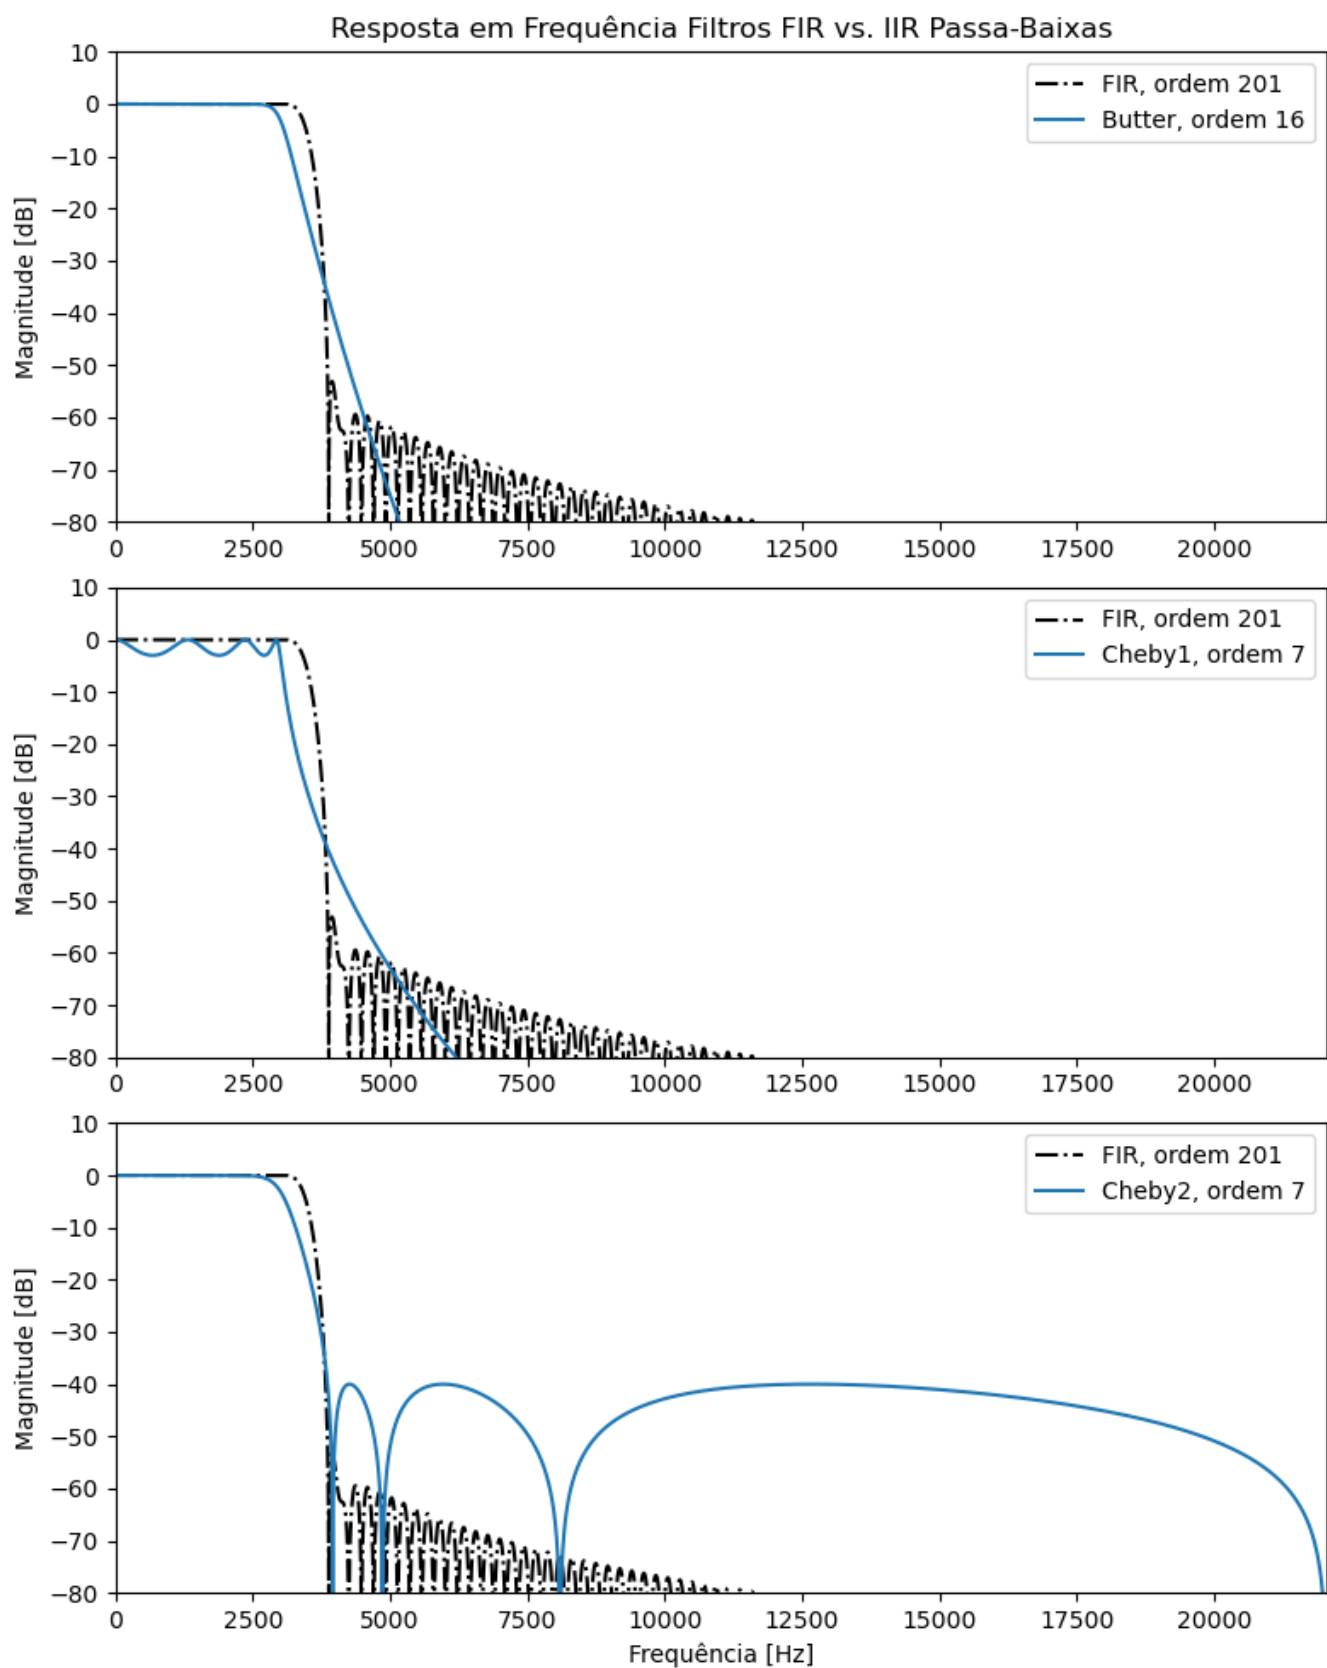 Resposta em Frequência Filtros FIR vs. IIR Passa-Baixas
10
0
−10
−20
−30
−40
−50
−60
−70
−80
Magnitude [dB]
FIR, ordem 201
Butter, ordem 16
0 2500 5000 7500 10000 12500 15000 17500 20000
10
0
−10
−20
−30
−40
−50
−60
−70
−80
Magnitude [dB]
FIR, ordem 201
Cheby1, ordem 7
0 2500 5000 7500 10000 12500 15000 17500 20000
10
0
−10
−20
−30
−40
−50
−60
−70
−80
Magnitude [dB]
FIR, ordem 201
Cheby2, ordem 7
0 2500 5000 7500 10000 12500 15000 17500 20000
Frequência [Hz]